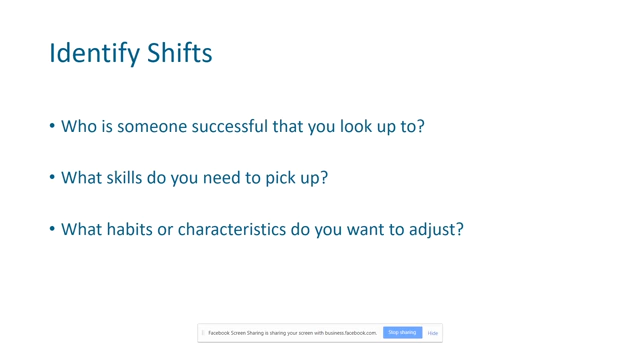 Identify Shifts
• Who is someone successful that you look up to?
• What skills do you need to pick up?
• What habits or characteristics do you want to adjust?
Facebook Screen Sharing is sharing your screen with business.facebook.com. Stop sharing Hide